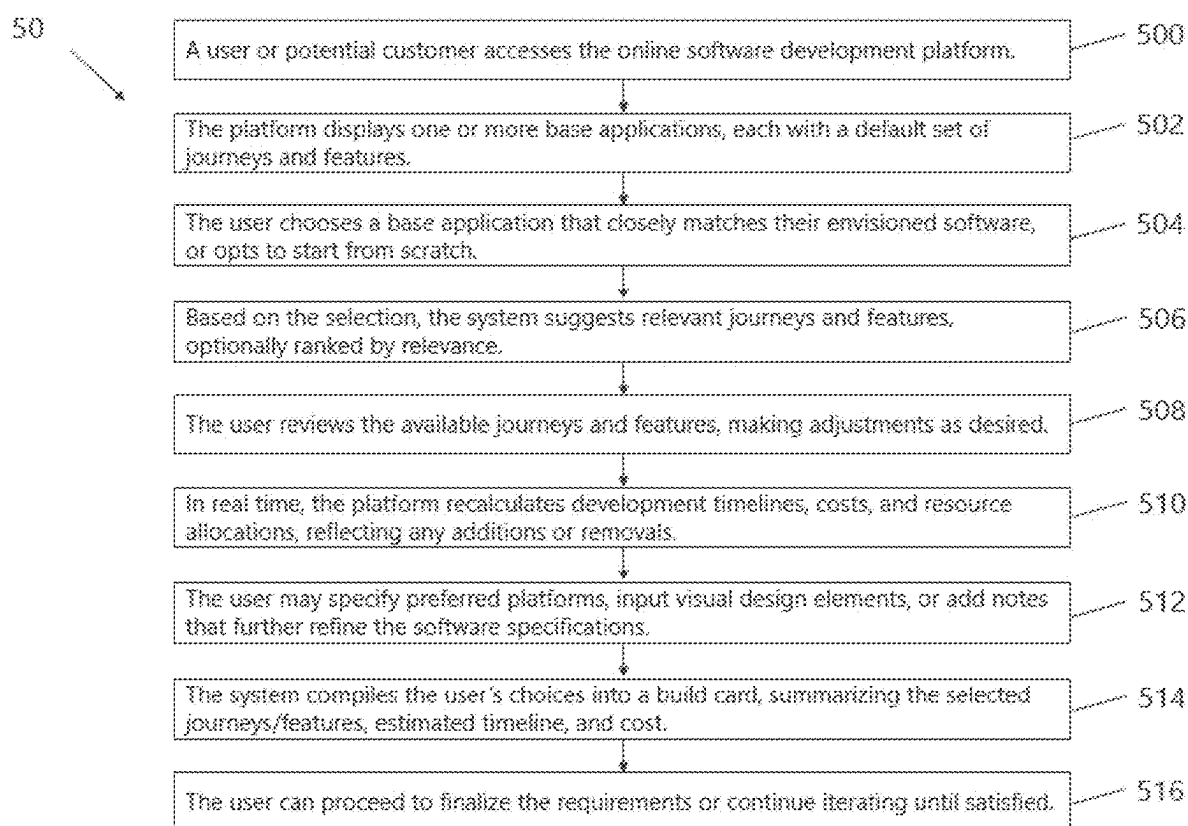 50
A user or potential customer accesses the online software development platform.
500
The platform displays one or more base applications, each with a default set of
journeys and features.
502
The user chooses a base application that closely matches their envisioned software,
or opts to start from scratch.
504
Based on the selection, the system suggests relevant journeys and features,
optionally ranked by relevance.
506
The user reviews the available journeys and features, making adjustments as desired.
508
In real time, the platform recalculates development timelines, costs, and resource
allocations, reflecting any additions or removals.
510
The user may specify preferred platforms, input visual design elements, or add notes
that further refine the software specifications.
512
The system compiles the user's choices into a build card, summarizing the selected
journeys/features, estimated timeline, and cost.
514
The user can proceed to finalize the requirements or continue iterating until satisfied.
516